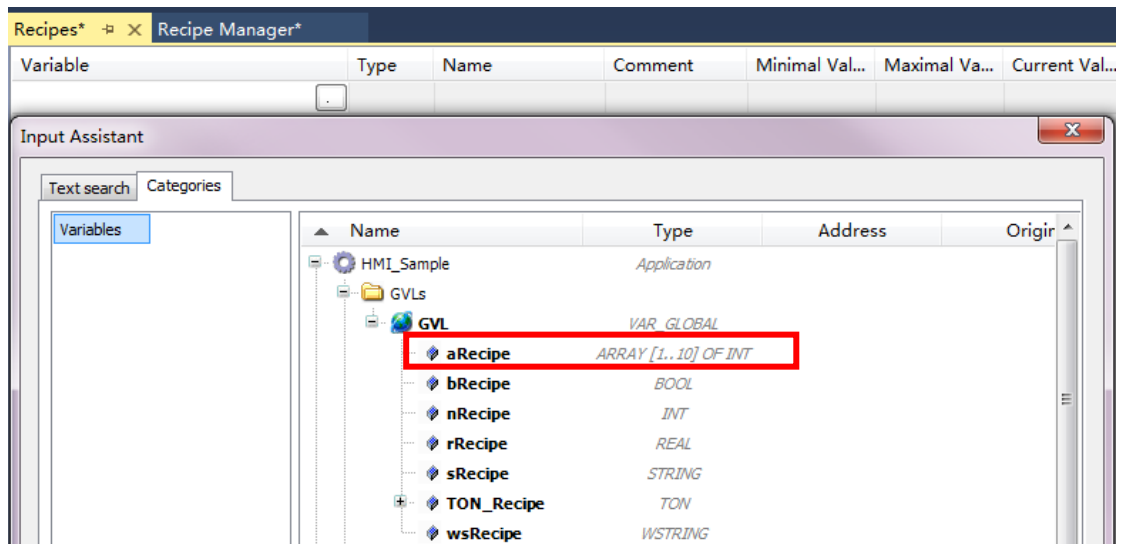 Recipes* Recipe Manager*
Variable Type Name Comment Minimal Val... Maximal Va... Current Val...
.
Input Assistant
Text search Categories
Variables Name Type Address Origin
HMI_Sample Application
GVLs
GVL VAR_GLOBAL
aRecipe ARRAY [1..10] OF INT
bRecipe BOOL
nRecipe INT
rRecipe REAL
sRecipe STRING
TON_Recipe TON
wsRecipe WSTRING